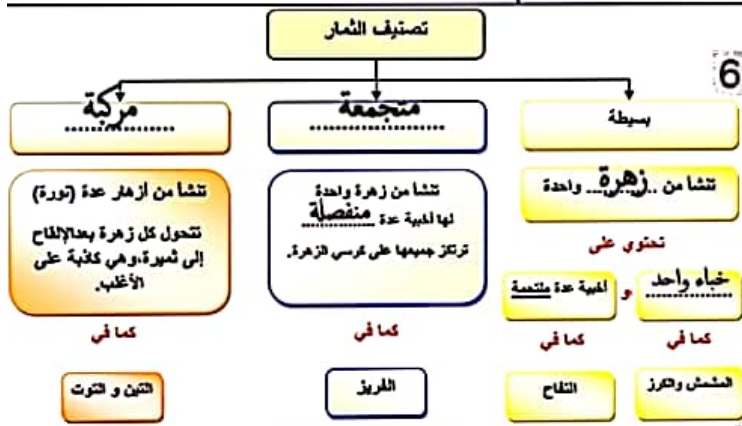 تصنيف الثمار
6
بسيطة
متجمعة
مركبة
تنشأ من زهرة واحدة
تحتوي على
خباء واحد
و
أخبية عدة ملتحمة
كما في
كما في
المشمش والكرز
التفاح
تنشأ من زهرة واحدة
لها أخبية عدة منفصلة
ترتكز جميعها على كرسي الزهرة.
كما في
الفريز
تنشأ من أزهار عدة (نورة)
تتحول كل زهرة بعدالإلقاح
إلى ثميرة،وهي كاذبة على
الأغلب.
كما في
التين و التوت